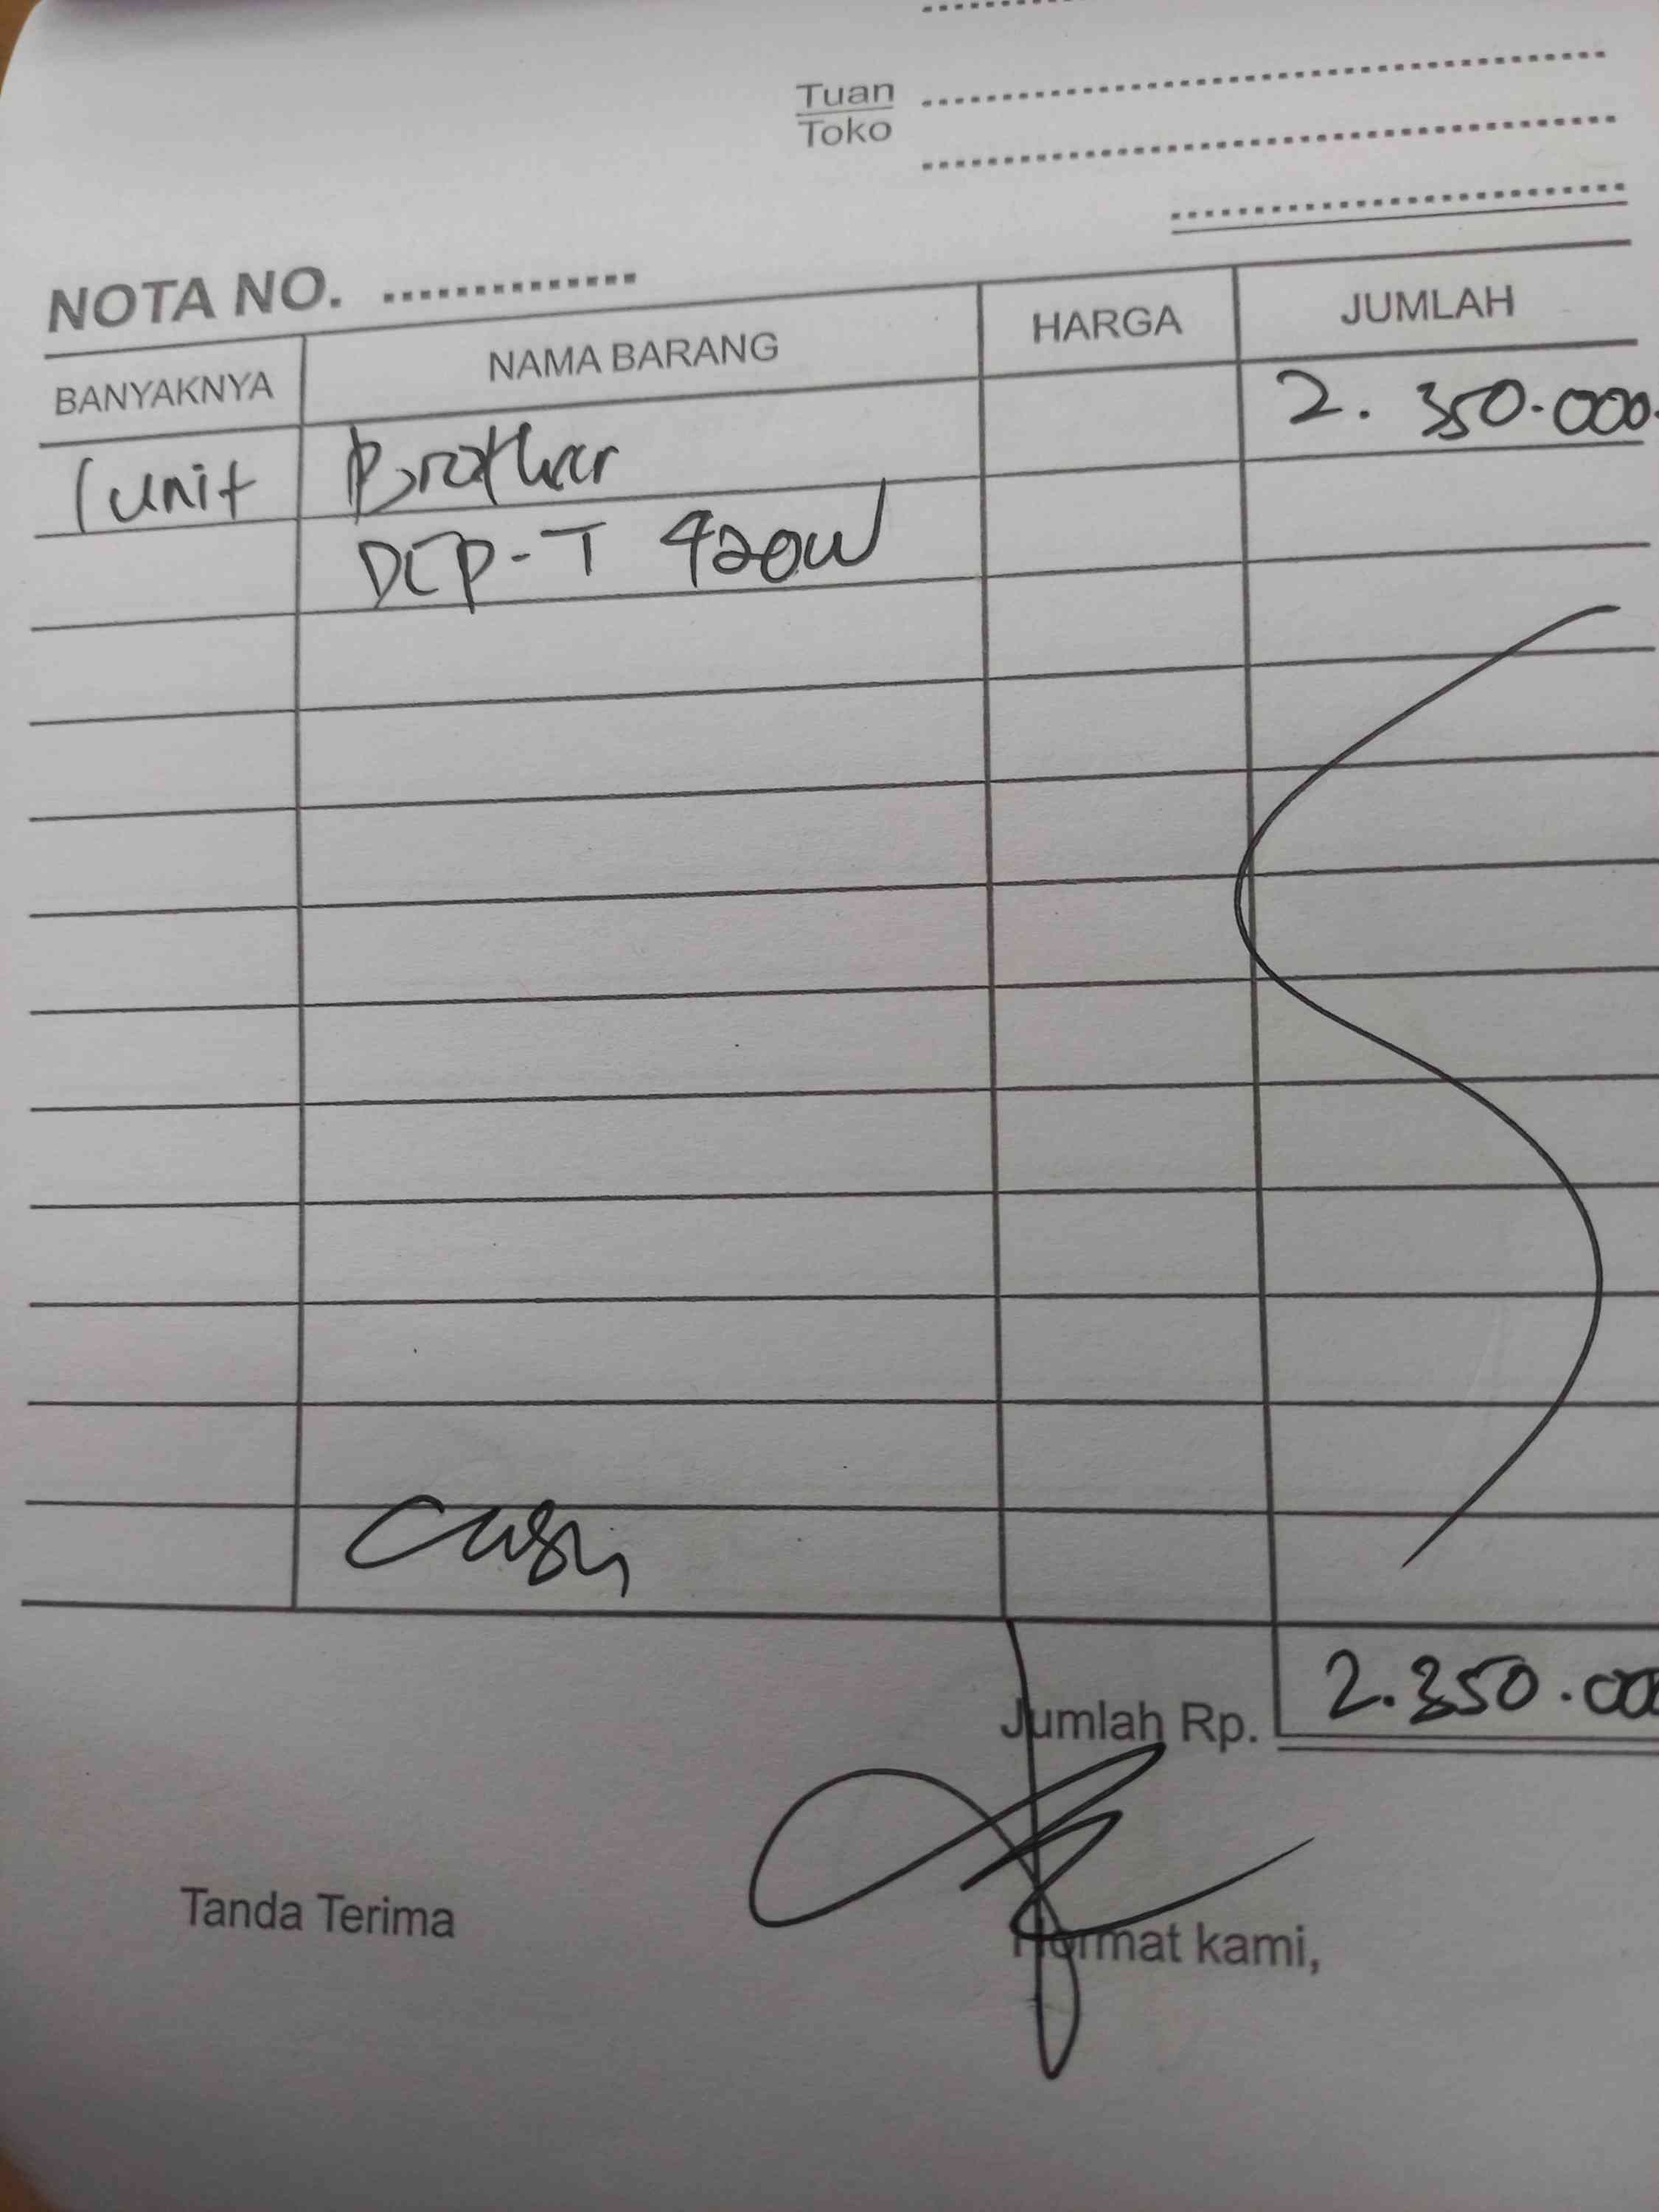 Tuan
Toko
NOTA NO. ..............
BANYAKNYA NAMA BARANG HARGA JUMLAH
1 unit Brother 2.350.000.
DCP-T 420W
Cash
Jumlah Rp. 2.350.000
Tanda Terima
Hormat kami,